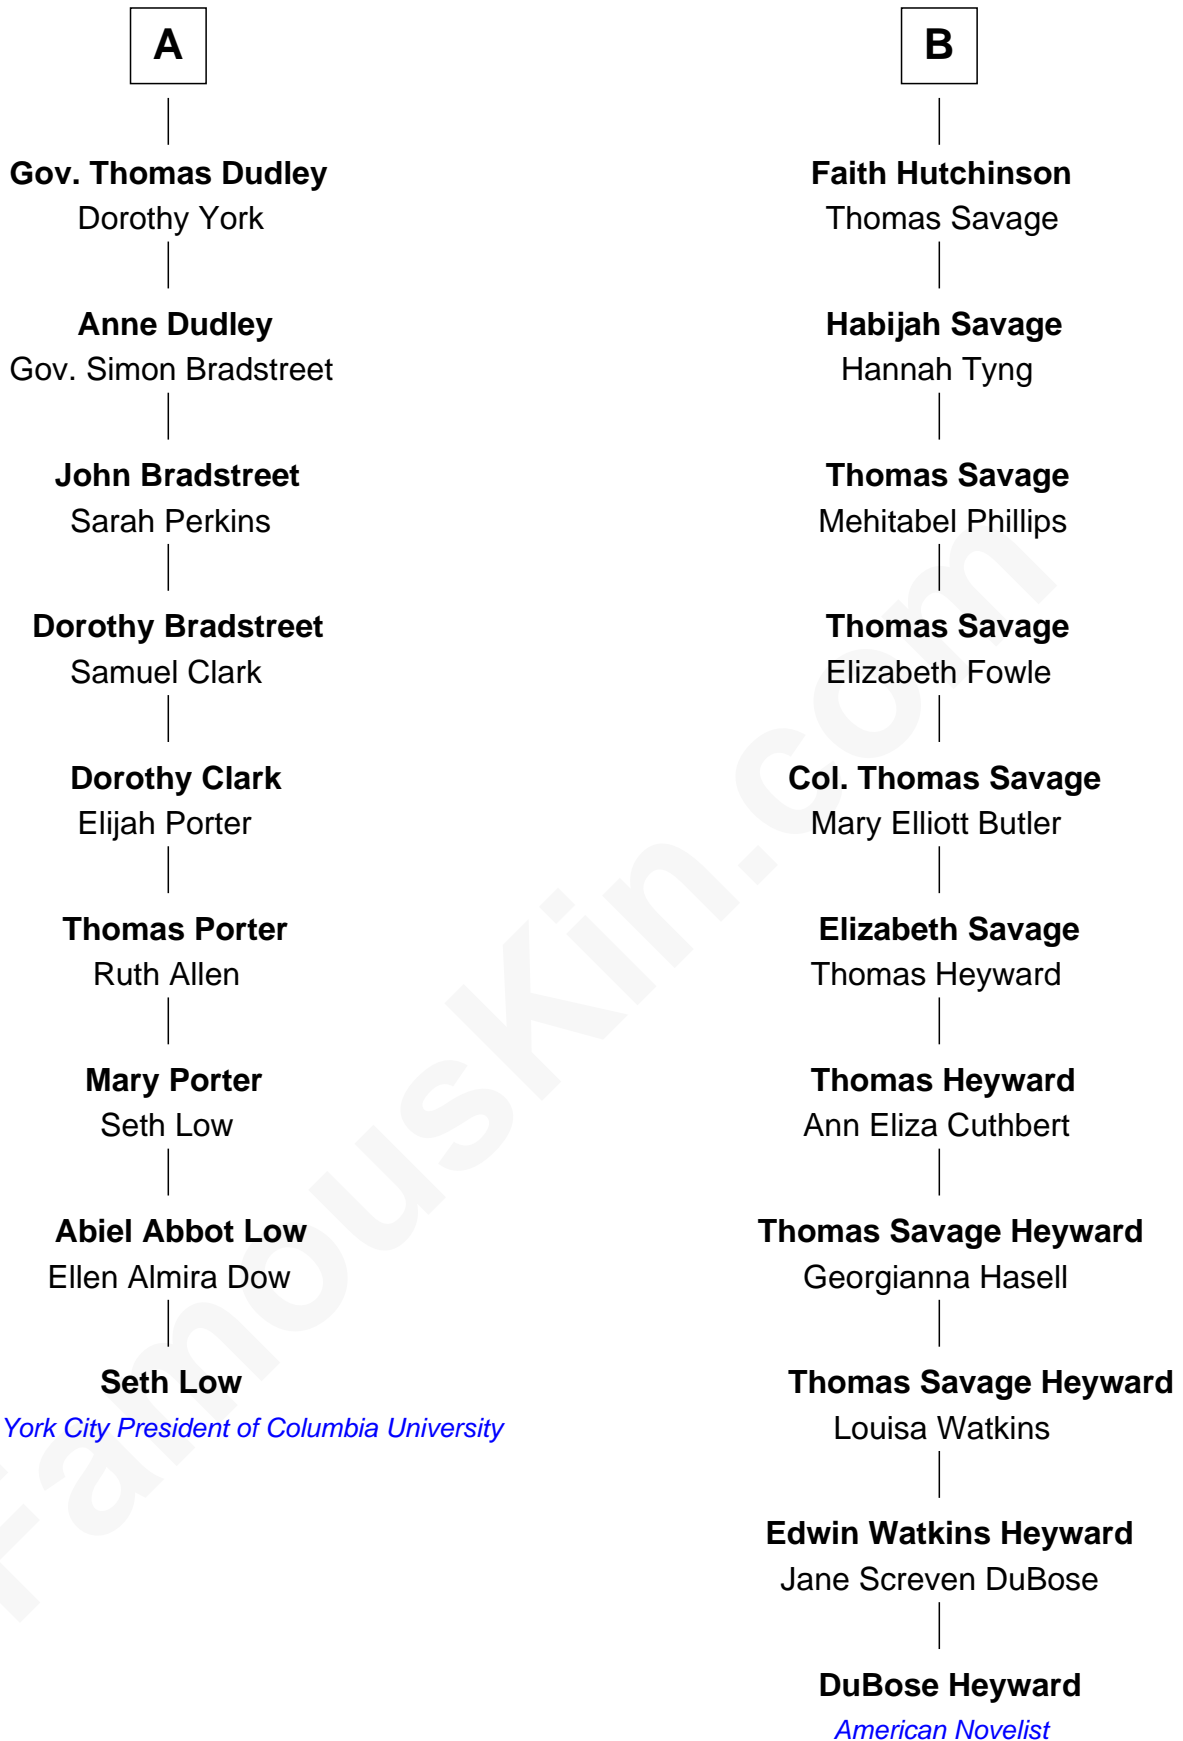 A
Gov. Thomas Dudley
Dorothy York
Anne Dudley
Gov. Simon Bradstreet
John Bradstreet
Sarah Perkins
Dorothy Bradstreet
Samuel Clark
Dorothy Clark
Elijah Porter
Thomas Porter
Ruth Allen
Mary Porter
Seth Low
Abiel Abbot Low
Ellen Almira Dow
Seth Low
York City President of Columbia University
B
Faith Hutchinson
Thomas Savage
Habijah Savage
Hannah Tyng
Thomas Savage
Mehitabel Phillips
Thomas Savage
Elizabeth Fowle
Col. Thomas Savage
Mary Elliott Butler
Elizabeth Savage
Thomas Heyward
Thomas Heyward
Ann Eliza Cuthbert
Thomas Savage Heyward
Georgianna Hasell
Thomas Savage Heyward
Louisa Watkins
Edwin Watkins Heyward
Jane Screven DuBose
DuBose Heyward
American Novelist
FamousKin.com